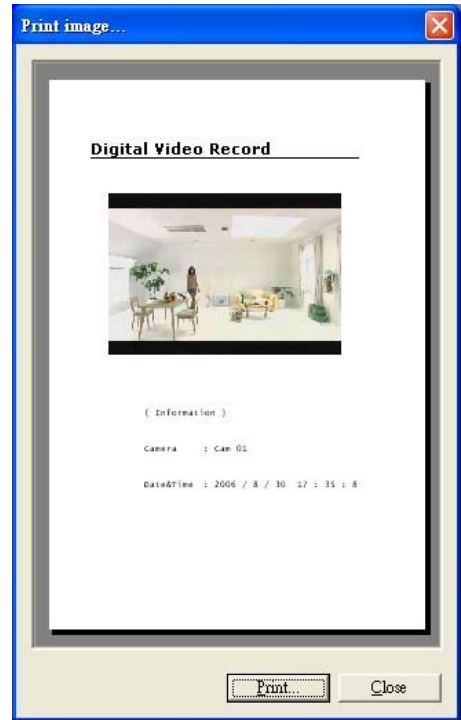 Print image...
Digital Video Record
( Information )
Camera : Cam 01
Date&Time : 2006 / 8 / 30 17 : 35 : 8
Print... Close